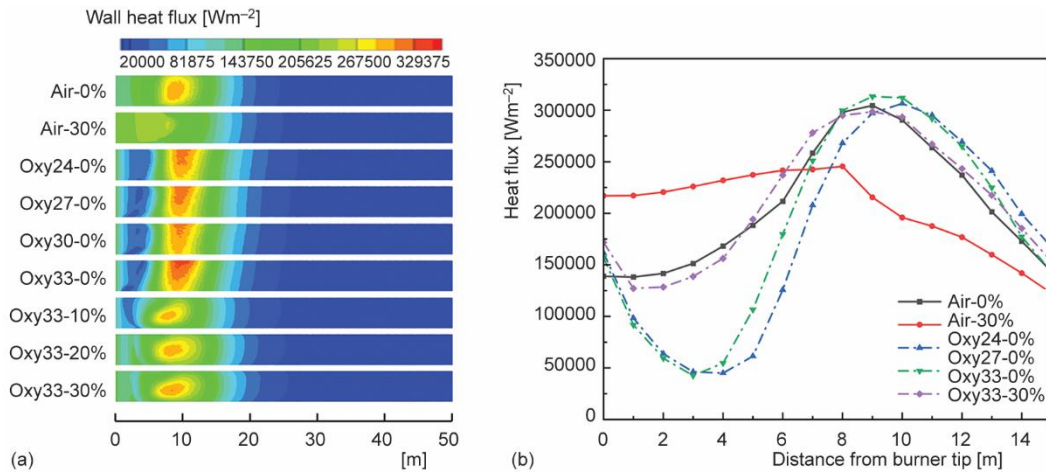 Wall heat flux [Wm–2]
20000 81875 143750 205625 267500 329375
Air-0%
Air-30%
Oxy24-0%
Oxy27-0%
Oxy30-0%
Oxy33-0%
Oxy33-10%
Oxy33-20%
Oxy33-30%
0 10 20 30 40 50
[m]
(a)
Heat flux [Wm–2]
350000
300000
250000
200000
150000
100000
50000
0
Air-0%
Air-30%
Oxy24-0%
Oxy27-0%
Oxy33-0%
Oxy33-30%
0 2 4 6 8 10 12 14
Distance from burner tip [m]
(b)